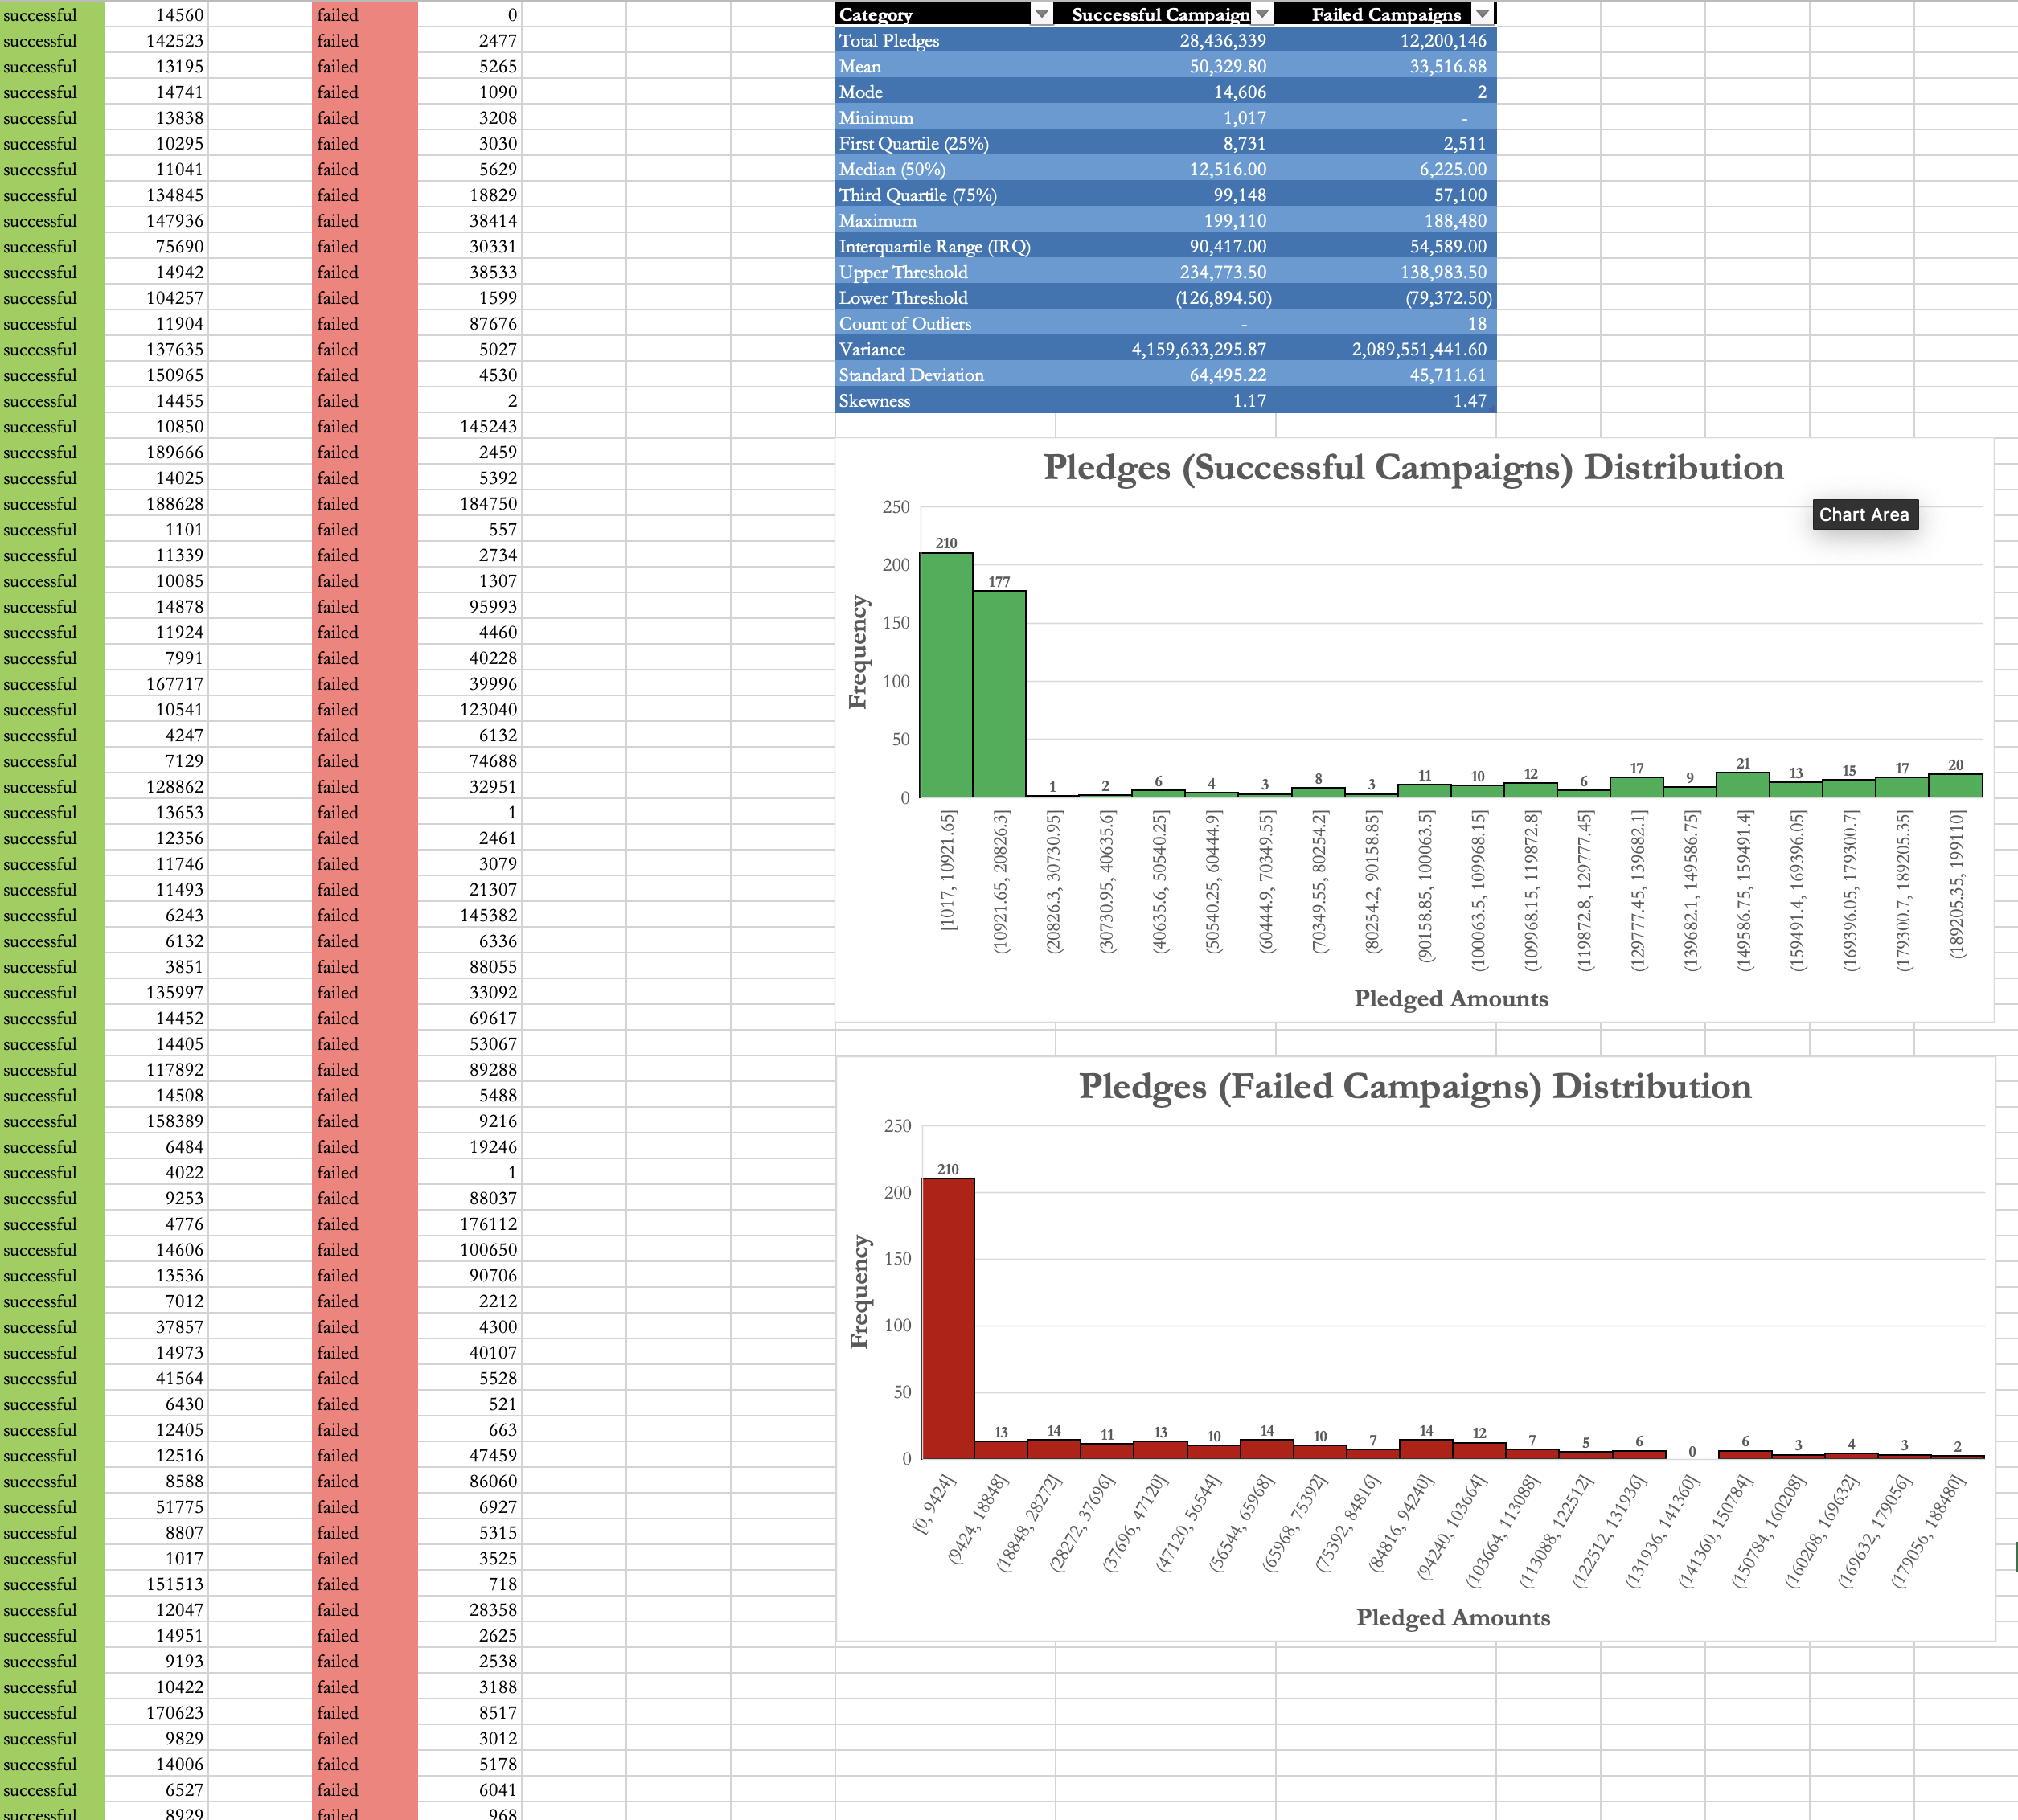 successful 14560 failed 0
successful 142523 failed 2477
successful 13195 failed 5265
successful 14741 failed 1090
successful 13838 failed 3208
successful 10295 failed 3030
successful 11041 failed 5629
successful 134845 failed 18829
successful 147936 failed 38414
successful 75690 failed 30331
successful 14942 failed 38533
successful 104257 failed 1599
successful 11904 failed 87676
successful 137635 failed 5027
successful 150965 failed 4530
successful 14455 failed 2
successful 10850 failed 145243
successful 189666 failed 2459
successful 14025 failed 5392
successful 188628 failed 184750
successful 1101 failed 557
successful 11339 failed 2734
successful 10085 failed 1307
successful 14878 failed 95993
successful 11924 failed 4460
successful 7991 failed 40228
successful 167717 failed 39996
successful 10541 failed 123040
successful 4247 failed 6132
successful 7129 failed 74688
successful 128862 failed 32951
successful 13653 failed 1
successful 12356 failed 2461
successful 11746 failed 3079
successful 11493 failed 21307
successful 6243 failed 145382
successful 6132 failed 6336
successful 3851 failed 88055
successful 135997 failed 33092
successful 14452 failed 69617
successful 14405 failed 53067
successful 117892 failed 89288
successful 14508 failed 5488
successful 158389 failed 9216
successful 6484 failed 19246
successful 4022 failed 1
successful 9253 failed 88037
successful 4776 failed 176112
successful 14606 failed 100650
successful 13536 failed 90706
successful 7012 failed 2212
successful 37857 failed 4300
successful 14973 failed 40107
successful 41564 failed 5528
successful 6430 failed 521
successful 12405 failed 663
successful 12516 failed 47459
successful 8588 failed 86060
successful 51775 failed 6927
successful 8807 failed 5315
successful 1017 failed 3525
successful 151513 failed 718
successful 12047 failed 28358
successful 14951 failed 2625
successful 9193 failed 2538
successful 10422 failed 3188
successful 170623 failed 8517
successful 9829 failed 3012
successful 14006 failed 5178
successful 6527 failed 6041
successful 8929 failed 968
Category Successful Campaign Failed Campaigns
Total Pledges 28,436,339 12,200,146
Mean 50,329.80 33,516.88
Mode 14,606 2
Minimum 1,017 -
First Quartile (25%) 8,731 2,511
Median (50%) 12,516.00 6,225.00
Third Quartile (75%) 99,148 57,100
Maximum 199,110 188,480
Interquartile Range (IRQ) 90,417.00 54,589.00
Upper Threshold 234,773.50 138,983.50
Lower Threshold (126,894.50) (79,372.50)
Count of Outliers - 18
Variance 4,159,633,295.87 2,089,551,441.60
Standard Deviation 64,495.22 45,711.61
Skewness 1.17 1.47
Pledges (Successful Campaigns) Distribution
Chart Area
Frequency
250
200
150
100
50
0
210 177 1 2 6 4 3 8 3 11 10 12 6 17 9 21 13 15 17 20
[1017, 10921.65]
(10921.65, 20826.3]
(20826.3, 30730.95]
(30730.95, 40635.6]
(40635.6, 50540.25]
(50540.25, 60444.9]
(60444.9, 70349.55]
(70349.55, 80254.2]
(80254.2, 90158.85]
(90158.85, 100063.5]
(100063.5, 109968.15]
(109968.15, 119872.8]
(119872.8, 129777.45]
(129777.45, 139682.1]
(139682.1, 149586.75]
(149586.75, 159491.4]
(159491.4, 169396.05]
(169396.05, 179300.7]
(179300.7, 189205.35]
(189205.35, 199110]
Pledged Amounts
Pledges (Failed Campaigns) Distribution
Frequency
250
200
150
100
50
0
210 13 14 11 13 10 14 10 7 14 12 7 5 6 0 6 3 4 3 2
[0, 9424]
(9424, 18848]
(18848, 28272]
(28272, 37696]
(37696, 47120]
(47120, 56544]
(56544, 65968]
(65968, 75392]
(75392, 84816]
(84816, 94240]
(94240, 103664]
(103664, 113088]
(113088, 122512]
(122512, 131936]
(131936, 141360]
(141360, 150784]
(150784, 160208]
(160208, 169632]
(169632, 179056]
(179056, 188480]
Pledged Amounts